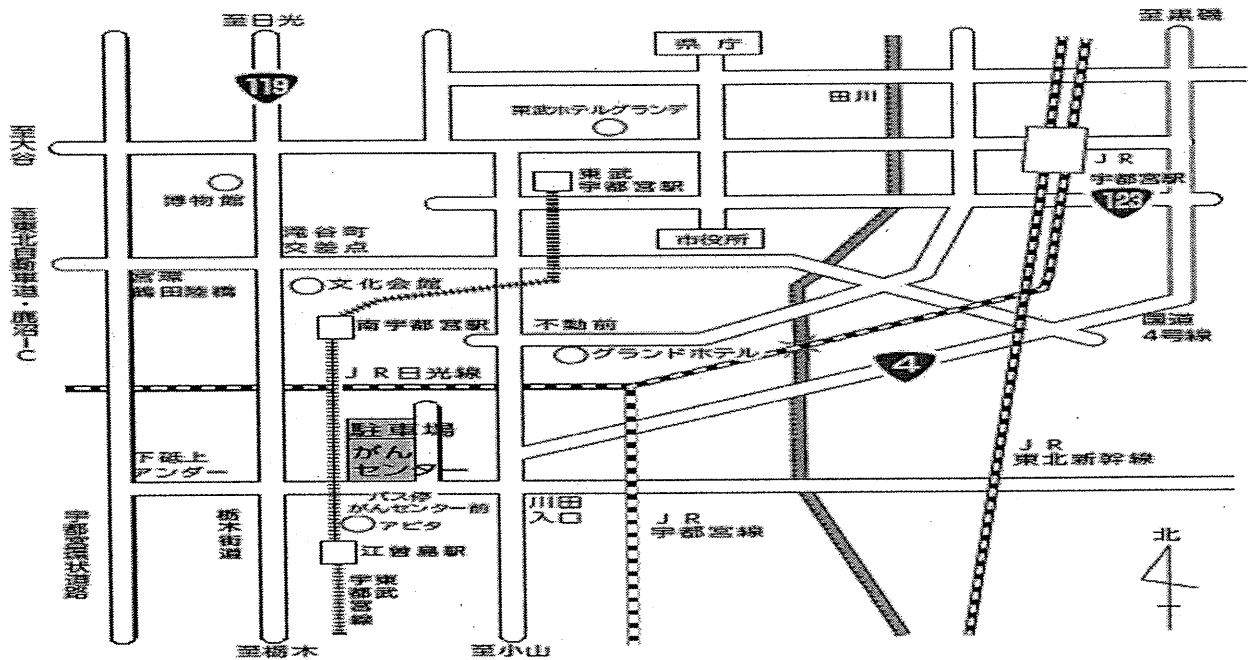 至日光
至黒磯
119
県庁
田川
東武ホテルグランデ
至大谷
JR
宇都宮駅
東武
宇都宮駅
123
博物館
市役所
滝谷町
交差点
至東北自動車道・鹿沼IC
宮環
鶴田陸橋
文化会館
南宇都宮駅
不動前
国道
4号線
グランドホテル
4
JR日光線
駐車場
がん
センター
下砥上
アンダー
JR
東北新幹線
バス停
がんセンター前
川田
入口
アピタ
JR
宇都宮線
宇都宮環状道路
栃木街道
江曽島駅
東武
宇都宮線
北
至栃木
至小山